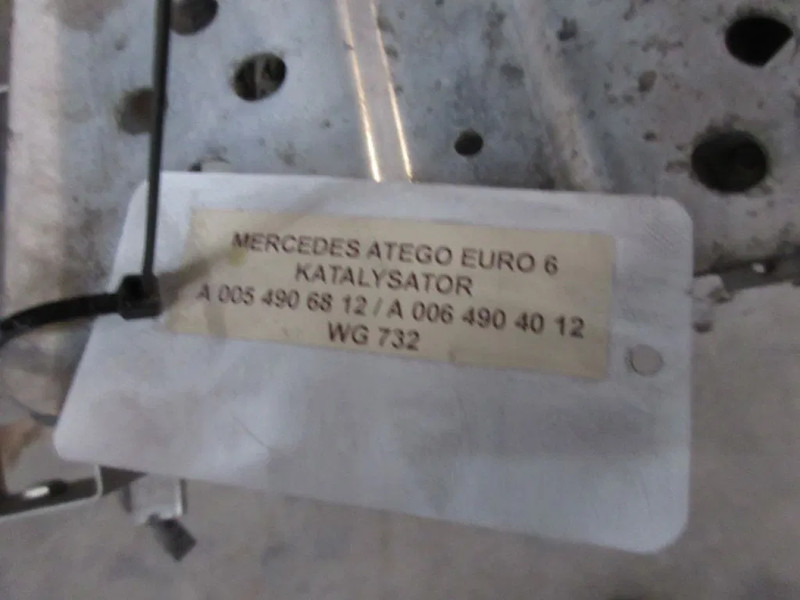 MERCEDES ATEGO EURO 6
KATALYSATOR
A 005 490 68 12 / A 006 490 40 12
WG 732